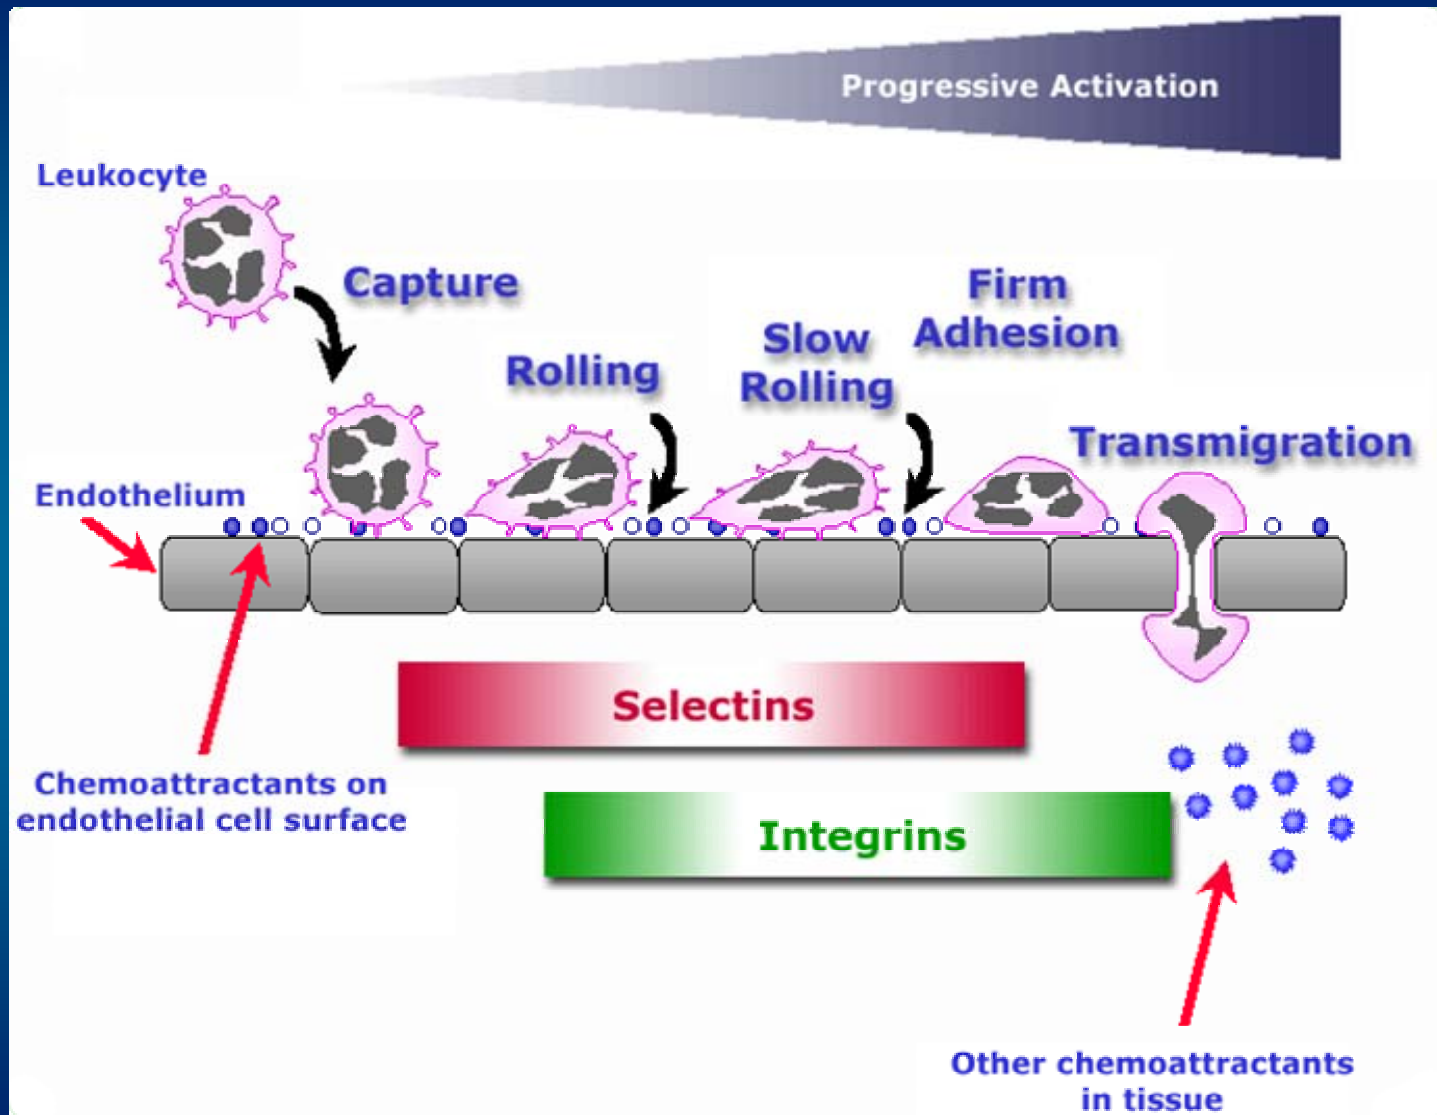 Progressive Activation
Leukocyte
Capture
Rolling
Slow
Rolling
Firm
Adhesion
Transmigration
Endothelium
Selectins
Chemoattractants on
endothelial cell surface
Integrins
Other chemoattractants
in tissue